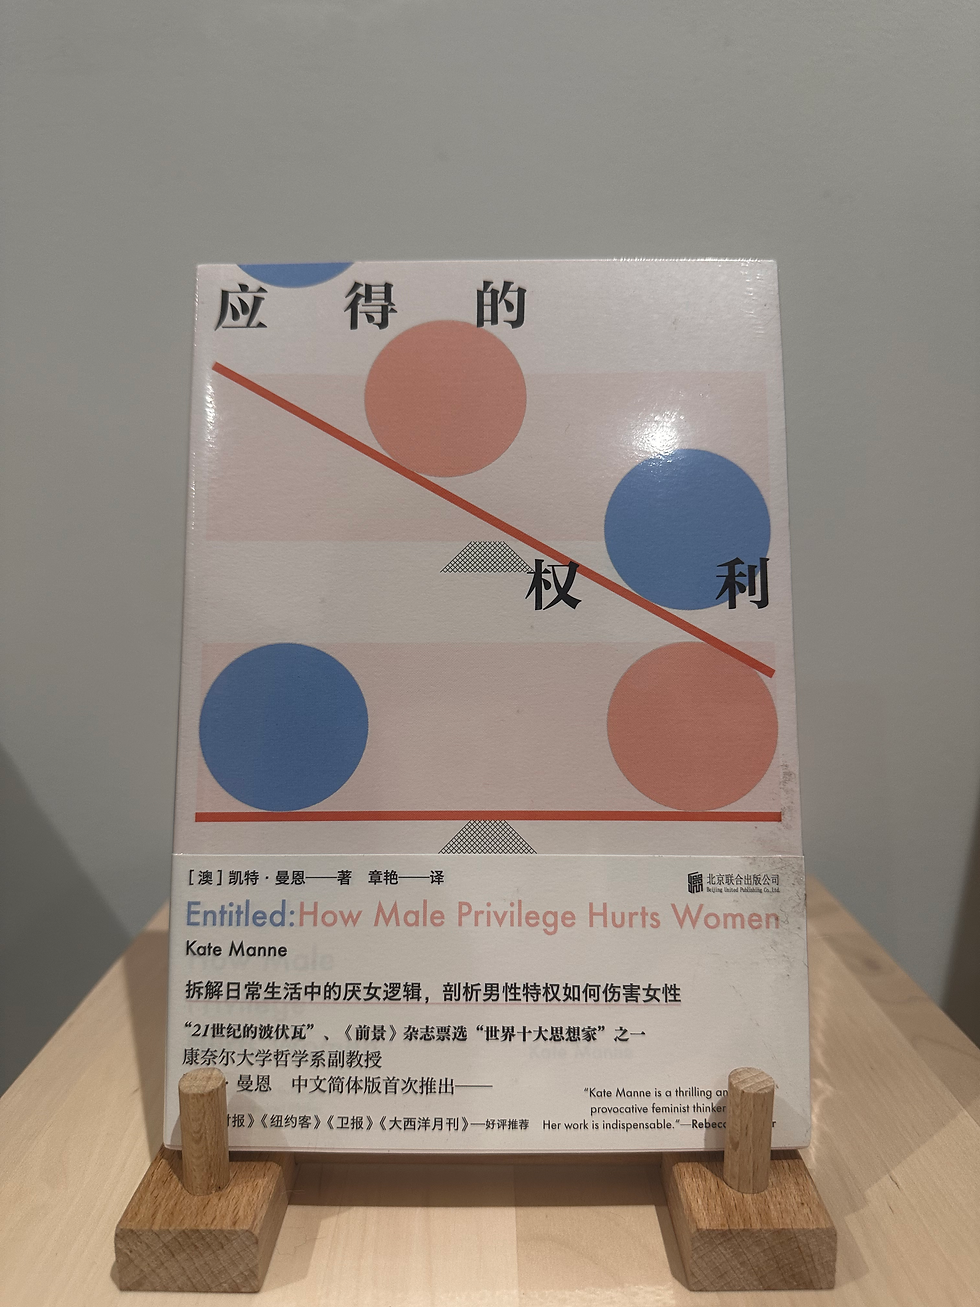 应得的
权利
[澳]凯特·曼恩——著 章艳——译
北京联合出版公司
Beijing United Publishing Co.,Ltd.
Entitled:How Male Privilege Hurts Women
Kate Manne
拆解日常生活中的厌女逻辑，剖析男性特权如何伤害女性
“21世纪的波伏瓦”、《前景》杂志票选“世界十大思想家”之一
康奈尔大学哲学系副教授
·曼恩 中文简体版首次推出——
“Kate Manne is a thrilling
provocative feminist thinker
Her work is indispensable.”—
报》《纽约客》《卫报》《大西洋月刊》—好评推荐